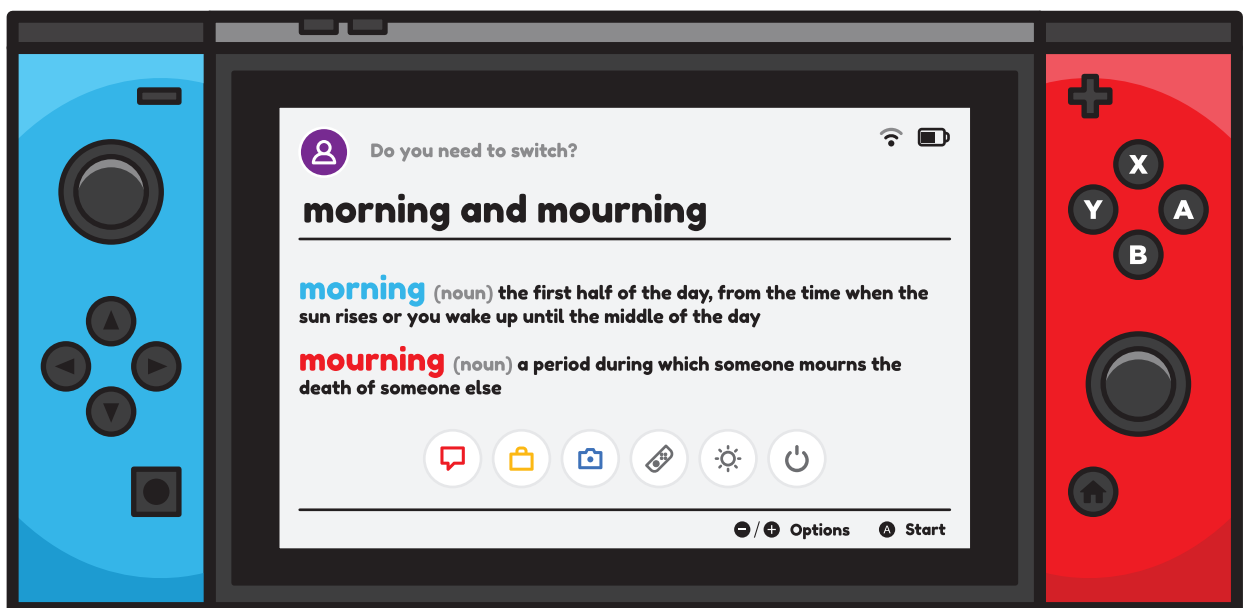 Do you need to switch?
morning and mourning
morning (noun) the first half of the day, from the time when the
sun rises or you wake up until the middle of the day
mourning (noun) a period during which someone mourns the
death of someone else
−/+ Options A Start
X
Y A
B